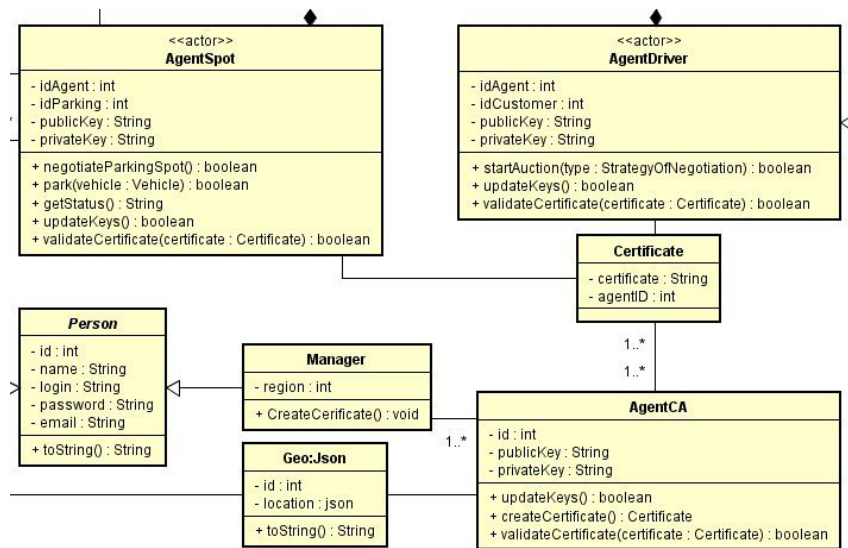 <<actor>>
AgentSpot
- idAgent : int
- idParking : int
- publicKey : String
- privateKey : String
+ negotiateParkingSpot() : boolean
+ park(vehicle : Vehicle) : boolean
+ getStatus() : String
+ updateKeys() : boolean
+ validateCertificate(certificate : Certificate) : boolean
<<actor>>
AgentDriver
- idAgent : int
- idCustomer : int
- publicKey : String
- privateKey : String
+ startAuction(type : StrategyOfNegotiation) : boolean
+ updateKeys() : boolean
+ validateCertificate(certificate : Certificate) : boolean
Certificate
- certificate : String
- agentID : int
1..*
1..*
Person
- id : int
- name : String
- login : String
- password : String
- email : String
+ toString() : String
Manager
- region : int
+ CreateCerificate() : void
1..*
Geo:Json
- id : int
- location : json
+ toString() : String
AgentCA
- id : int
- publicKey : String
- privateKey : String
+ updateKeys() : boolean
+ createCertificate() : Certificate
+ validateCertificate(certificate : Certificate) : boolean